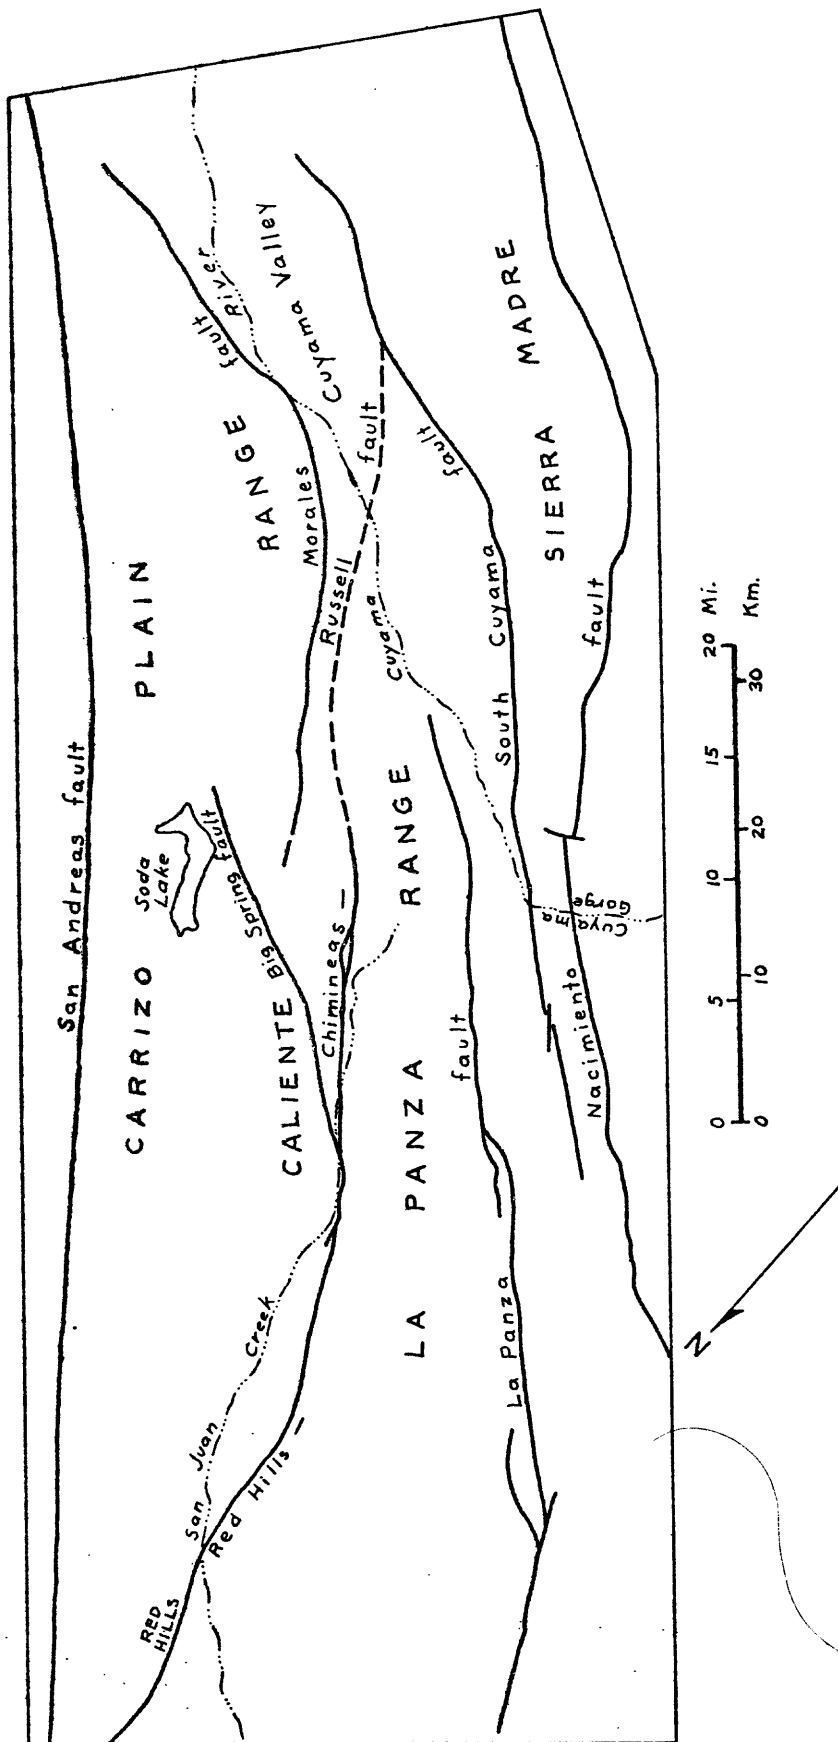 San Andreas fault
CARRIZO PLAIN
Soda
Lake
Big Spring fault
CALIENTE RANGE
Morales fault
Cuyama River
Cuyama Valley
Russell fault
Chimineas –
Red Hills –
RED
HILLS
San Juan Creek
LA PANZA RANGE
La Panza fault
South Cuyama fault
SIERRA MADRE
Nacimiento fault
Cuyama
Gorge
0 5 10 15 20 Mi.
0 10 20 30 Km.
N